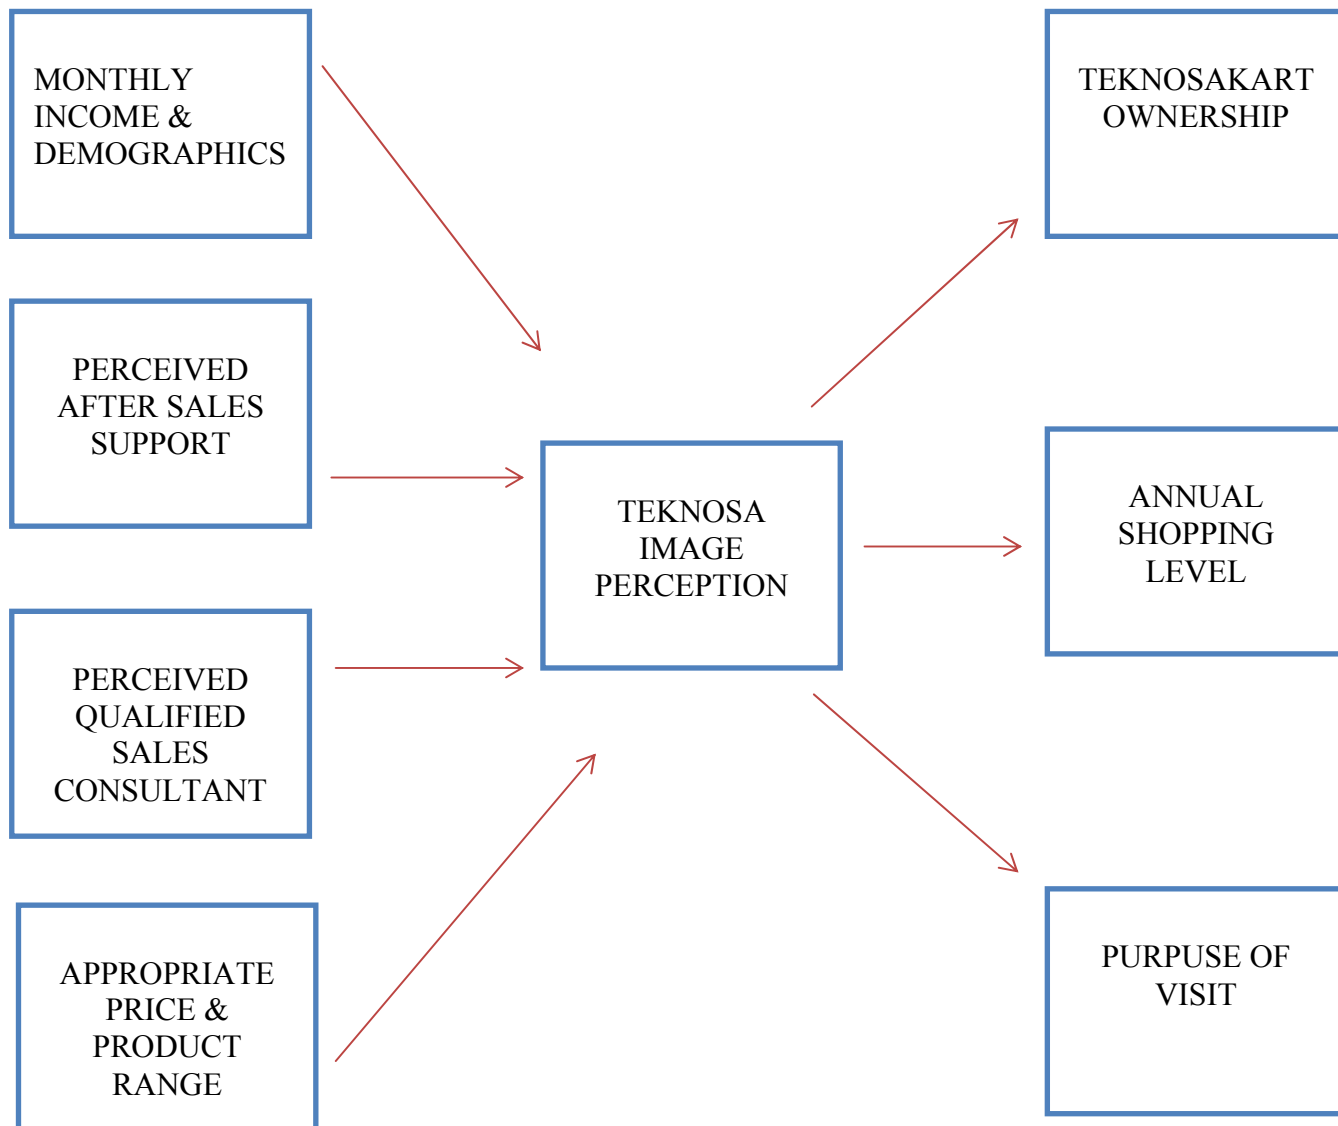 MONTHLY
INCOME &
DEMOGRAPHICS
PERCEIVED
AFTER SALES
SUPPORT
PERCEIVED
QUALIFIED
SALES
CONSULTANT
APPROPRIATE
PRICE &
PRODUCT
RANGE
TEKNOSA
IMAGE
PERCEPTION
TEKNOSAKART
OWNERSHIP
ANNUAL
SHOPPING
LEVEL
PURPUSE OF
VISIT